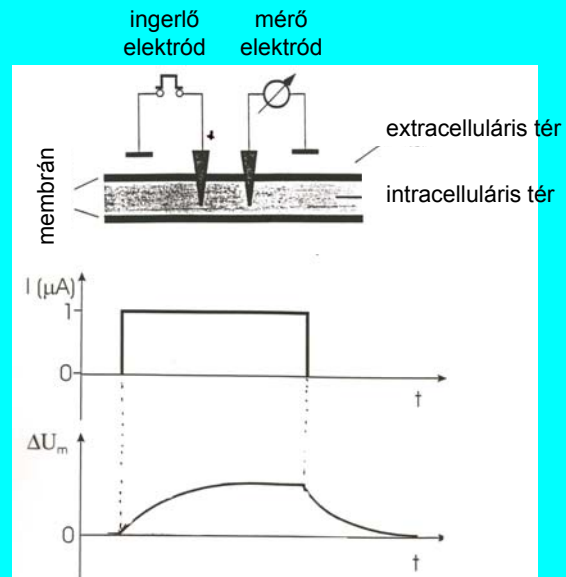 ingerlő
elektród
mérő
elektród
extracelluláris tér
intracelluláris tér
membrán
I (μA)
1
0
t
ΔUₘ
0
t